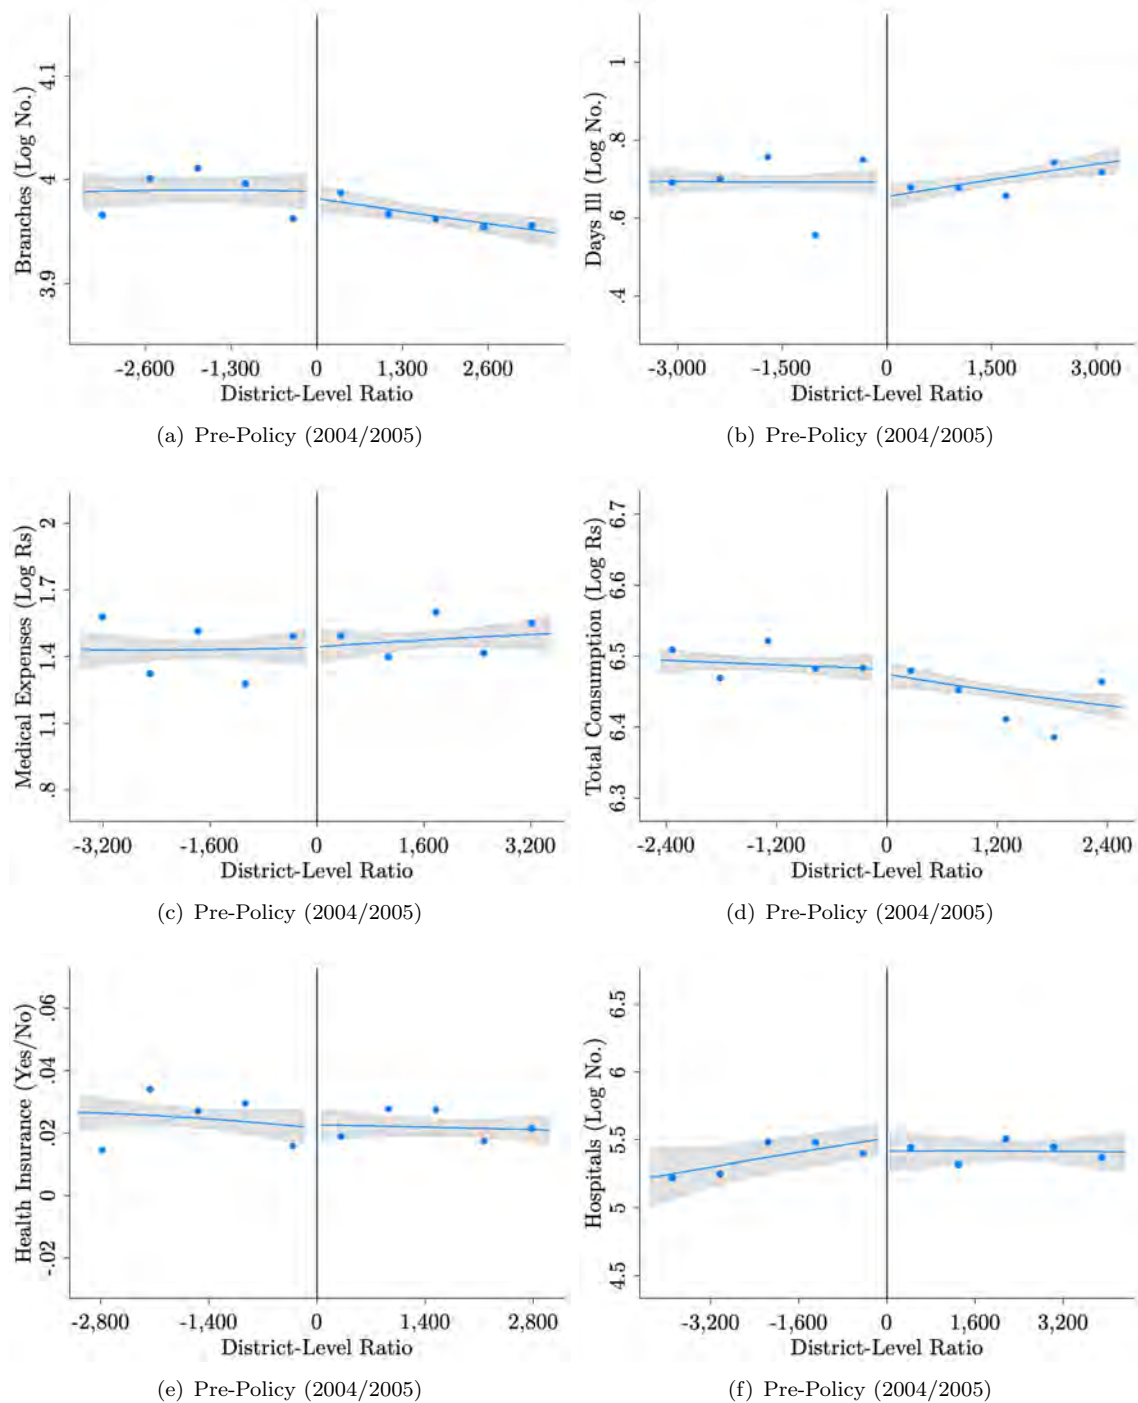 Branches (Log No.)
4.1
4
3.9
-2,600 -1,300 0 1,300 2,600
District-Level Ratio
(a) Pre-Policy (2004/2005)
Days Ill (Log No.)
1
.8
.6
.4
-3,000 -1,500 0 1,500 3,000
District-Level Ratio
(b) Pre-Policy (2004/2005)
Medical Expenses (Log Rs)
2
1.7
1.4
1.1
.8
-3,200 -1,600 0 1,600 3,200
District-Level Ratio
(c) Pre-Policy (2004/2005)
Total Consumption (Log Rs)
6.7
6.6
6.5
6.4
6.3
-2,400 -1,200 0 1,200 2,400
District-Level Ratio
(d) Pre-Policy (2004/2005)
Health Insurance (Yes/No)
.06
.04
.02
0
-.02
-2,800 -1,400 0 1,400 2,800
District-Level Ratio
(e) Pre-Policy (2004/2005)
Hospitals (Log No.)
6.5
6
5.5
5
4.5
-3,200 -1,600 0 1,600 3,200
District-Level Ratio
(f) Pre-Policy (2004/2005)